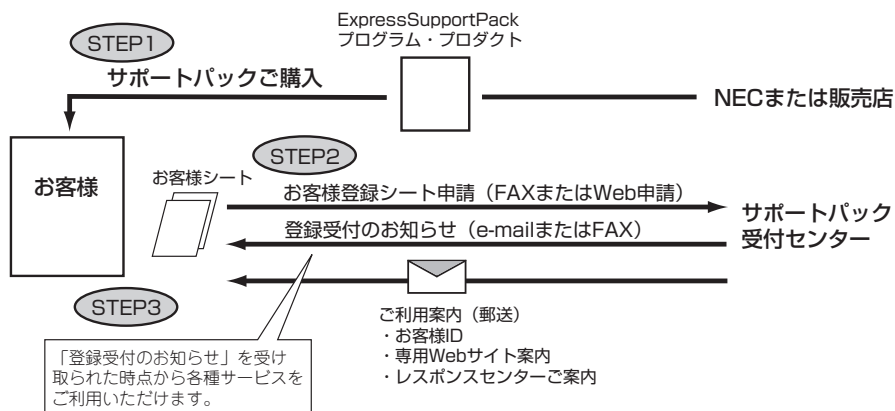 ExpressSupportPack
プログラム・プロダクト
STEP1
サポートパックご購入
NECまたは販売店
お客様
お客様シート
STEP2
お客様登録シート申請（FAXまたはWeb申請）
登録受付のお知らせ（e-mailまたはFAX）
サポートパック
受付センター
STEP3
ご利用案内（郵送）
・お客様ID
・専用Webサイト案内
・レスポンスセンターご案内
「登録受付のお知らせ」を受け
取られた時点から各種サービスを
ご利用いただけます。